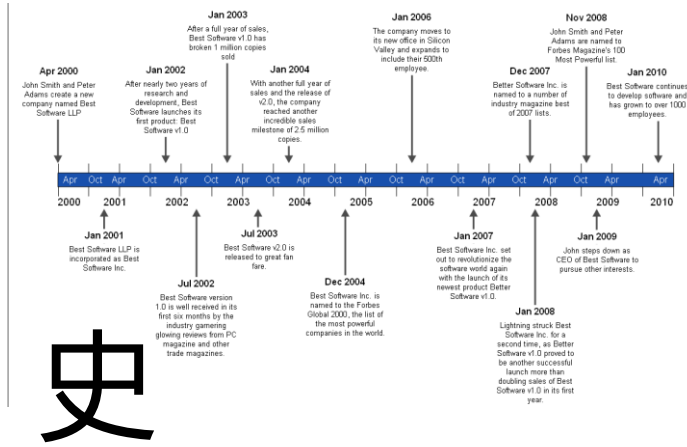 Jan 2003
After a full year of sales,
Best Software v1.0 has
broken 1 million copies
sold
Jan 2006
The company moves to
its new office in Silicon
Valley and expands to
include their 500th
employee.
Nov 2008
John Smith and Peter
Adams are named to
Forbes Magazine's 100
Most Powerful list.
Apr 2000
John Smith and Peter
Adams create a new
company named Best
Software LLP
Jan 2002
After nearly two years of
research and
development, Best
Software launches its
first product: Best
Software v1.0
Jan 2004
With another full year of
sales and the release of
v2.0, the company
reached another
incredible sales
milestone of 2.5 million
copies.
Dec 2007
Better Software Inc. is
named to a number of
industry magazine best
of 2007 lists.
Jan 2010
Best Software continues
to develop software and
has grown to over 1000
employees.
Apr Oct Apr Oct Apr Oct Apr Oct Apr Oct Apr Oct Apr Oct Apr Oct Apr Oct Apr Apr
2000 2001 2002 2003 2004 2005 2006 2007 2008 2009 2010
Jan 2001
Best Software LLP is
incorporated as Best
Software Inc.
Jul 2002
Best Software version
1.0 is well received in its
first six months by the
industry garnering
glowing reviews from PC
magazine and other
trade magazines.
Jul 2003
Best Software v2.0 is
released to great fan
fare.
Dec 2004
Best Software Inc. is
named to the Forbes
Global 2000, the list of
the most powerful
companies in the world.
Jan 2007
Best Software Inc. set
out to revolutionize the
software world again
with the launch of its
newest product Better
Software v1.0.
Jan 2008
Lightning struck Best
Software Inc. for a
second time, as Better
Software v1.0 proved to
be another successful
launch more than
doubling sales of Best
Software v1.0 in its first
year.
Jan 2009
John steps down as
CEO of Best Software to
pursue other interests.
史